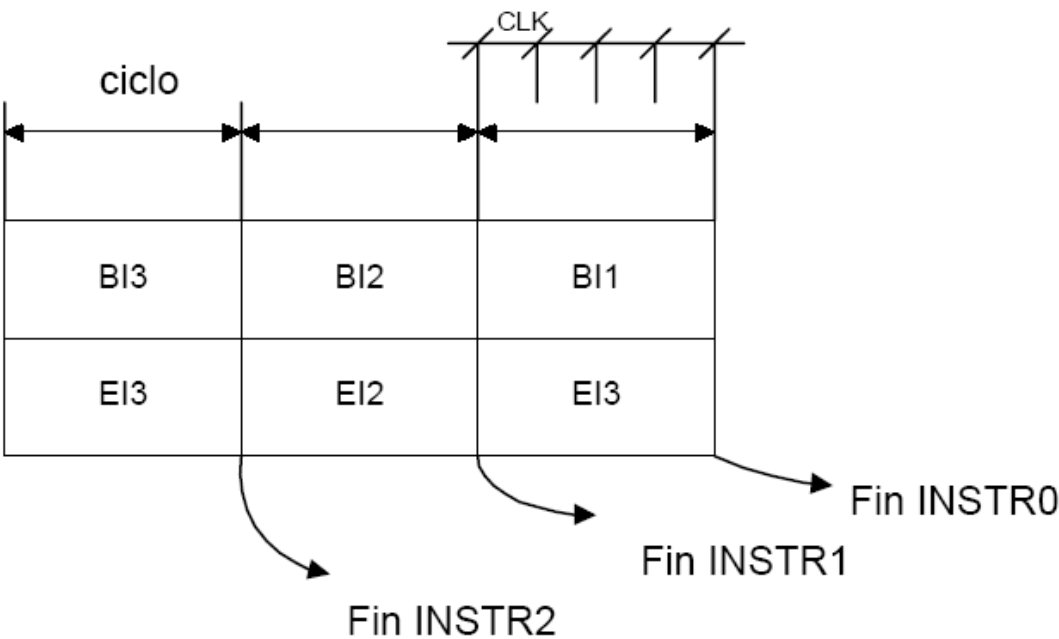 CLK
ciclo
BI3 BI2 BI1
EI3 EI2 EI3
Fin INSTR0
Fin INSTR1
Fin INSTR2